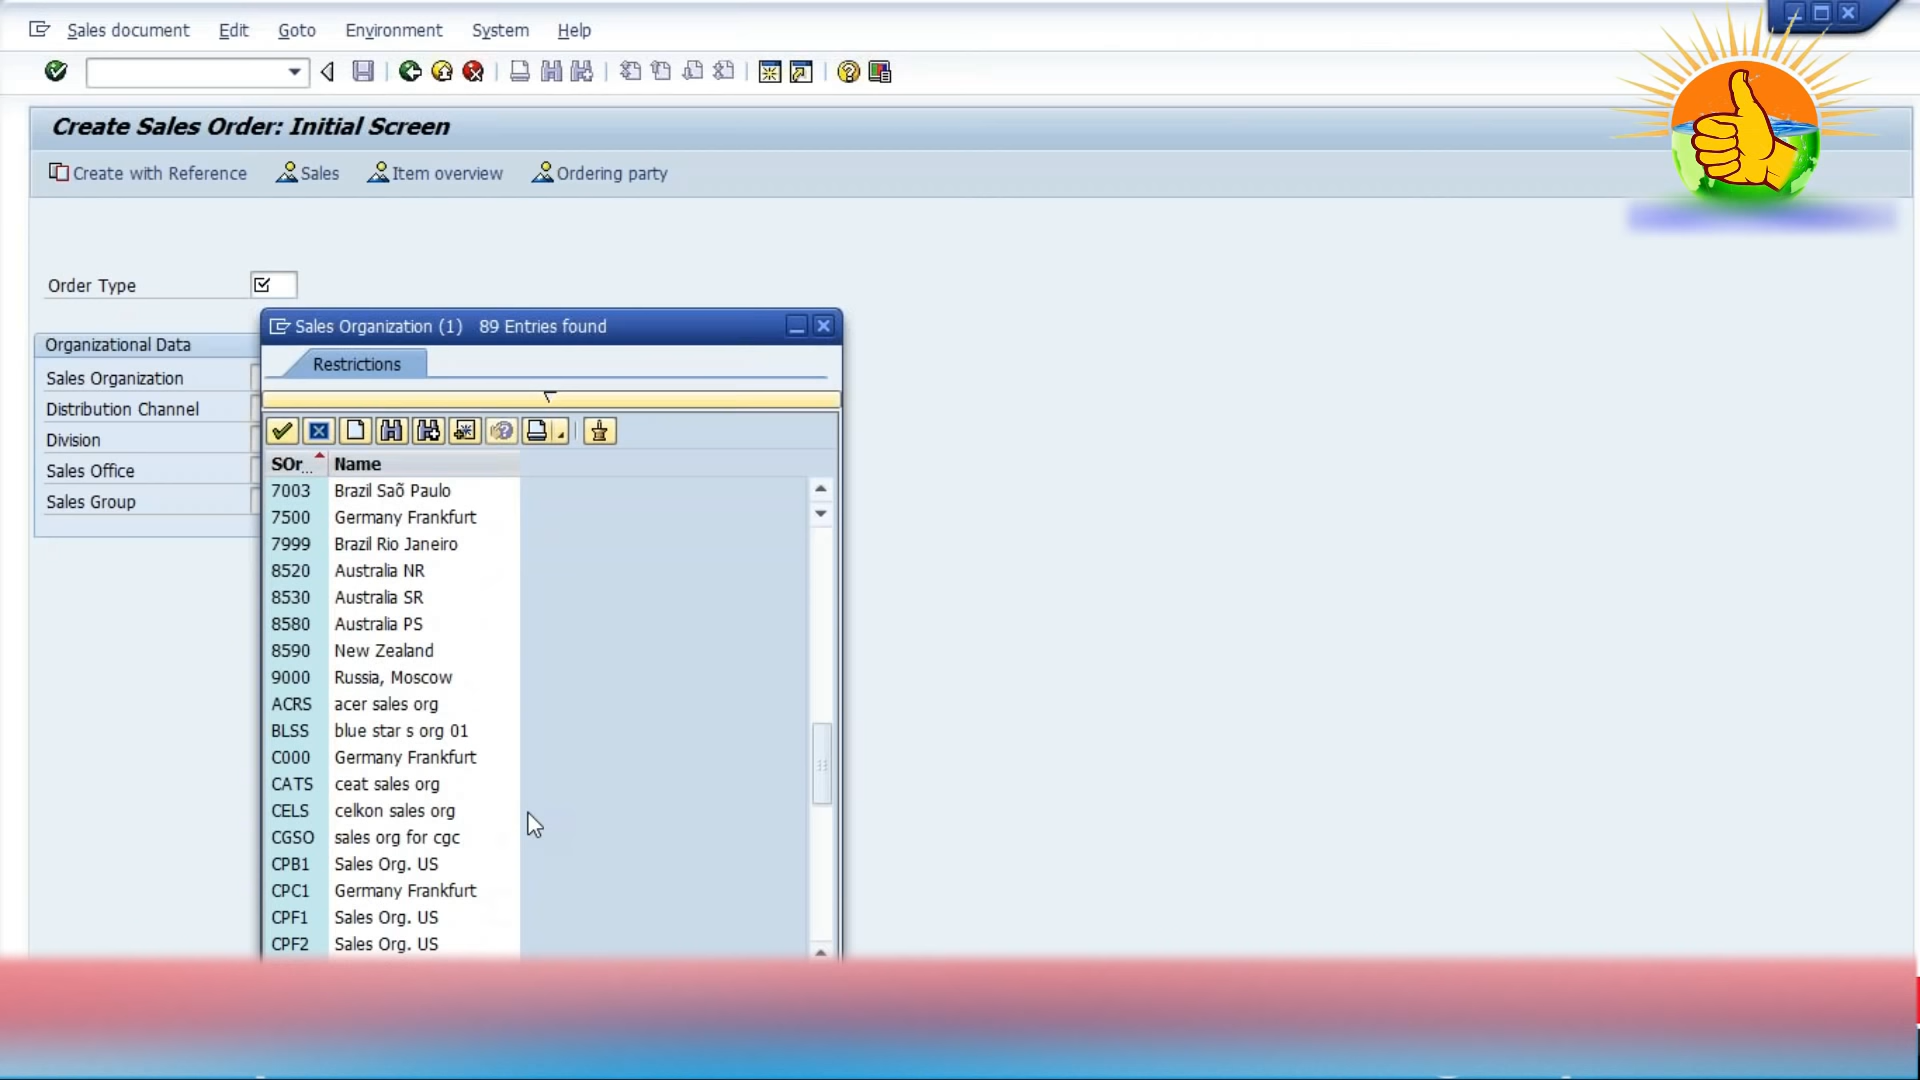 Sales document Edit Goto Environment System Help
Create Sales Order: Initial Screen
Create with Reference Sales Item overview Ordering party
Order Type
Organizational Data
Sales Organization
Distribution Channel
Division
Sales Office
Sales Group
Sales Organization (1) 89 Entries found
Restrictions
SOr... Name
7003 Brazil Saõ Paulo
7500 Germany Frankfurt
7999 Brazil Rio Janeiro
8520 Australia NR
8530 Australia SR
8580 Australia PS
8590 New Zealand
9000 Russia, Moscow
ACRS acer sales org
BLSS blue star s org 01
C000 Germany Frankfurt
CATS ceat sales org
CELS celkon sales org
CGSO sales org for cgc
CPB1 Sales Org. US
CPC1 Germany Frankfurt
CPF1 Sales Org. US
CPF2 Sales Org. US